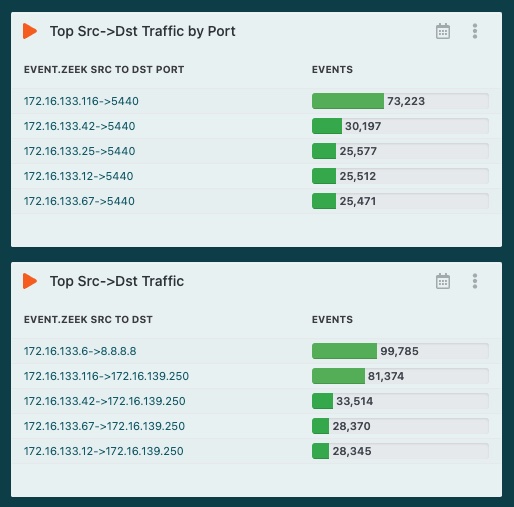 Top Src->Dst Traffic by Port
EVENT.ZEEK SRC TO DST PORT EVENTS
172.16.133.116->5440 73,223
172.16.133.42->5440 30,197
172.16.133.25->5440 25,577
172.16.133.12->5440 25,512
172.16.133.67->5440 25,471
Top Src->Dst Traffic
EVENT.ZEEK SRC TO DST EVENTS
172.16.133.6->8.8.8.8 99,785
172.16.133.116->172.16.139.250 81,374
172.16.133.42->172.16.139.250 33,514
172.16.133.67->172.16.139.250 28,370
172.16.133.12->172.16.139.250 28,345